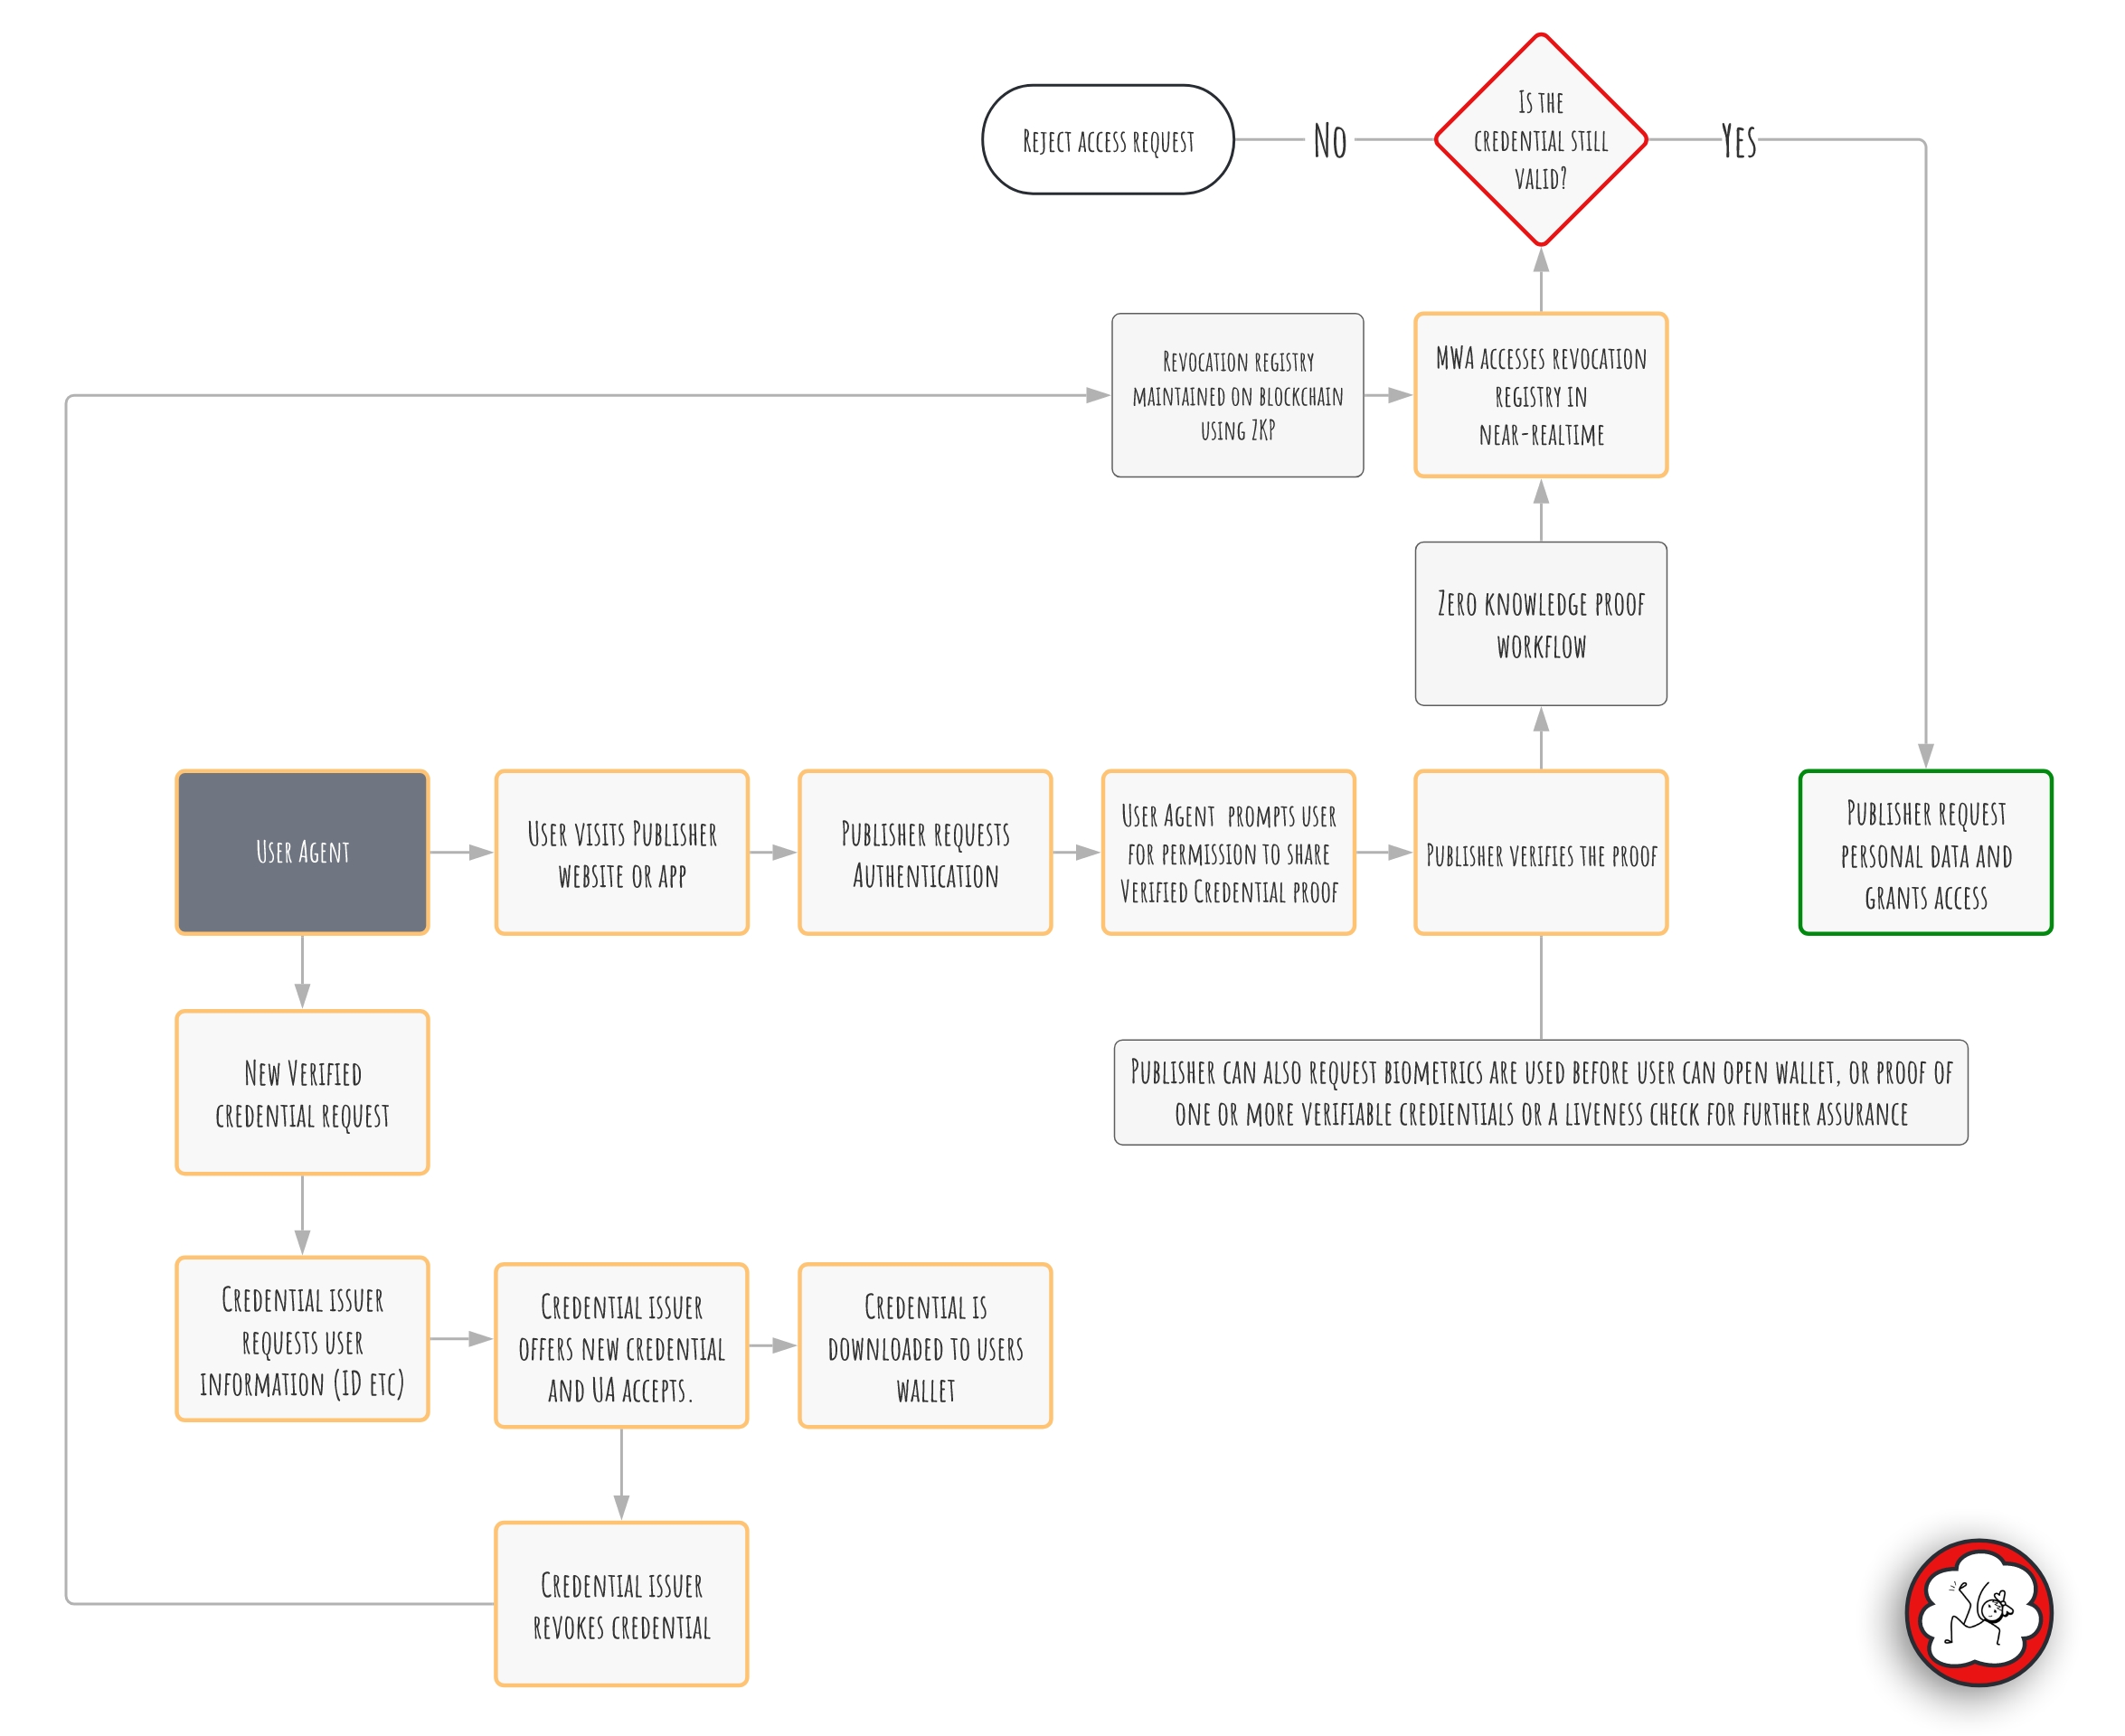 Is the
credential still
valid?
Reject access request
No
Yes
Revocation registry
maintained on blockchain
using ZKP
MWA accesses revocation
registry in
near-realtime
Zero knowledge proof
workflow
User Agent
User visits Publisher
website or app
Publisher requests
Authentication
User Agent prompts user
for permission to share
Verified Credential proof
Publisher verifies the proof
Publisher request
personal data and
grants access
New Verified
credential request
Publisher can also request biometrics are used before user can open wallet, or proof of
one or more verifiable credientials or a liveness check for further assurance
Credential issuer
requests user
information (ID etc)
Credential issuer
offers new credential
and UA accepts.
Credential is
downloaded to users
wallet
Credential issuer
revokes credential